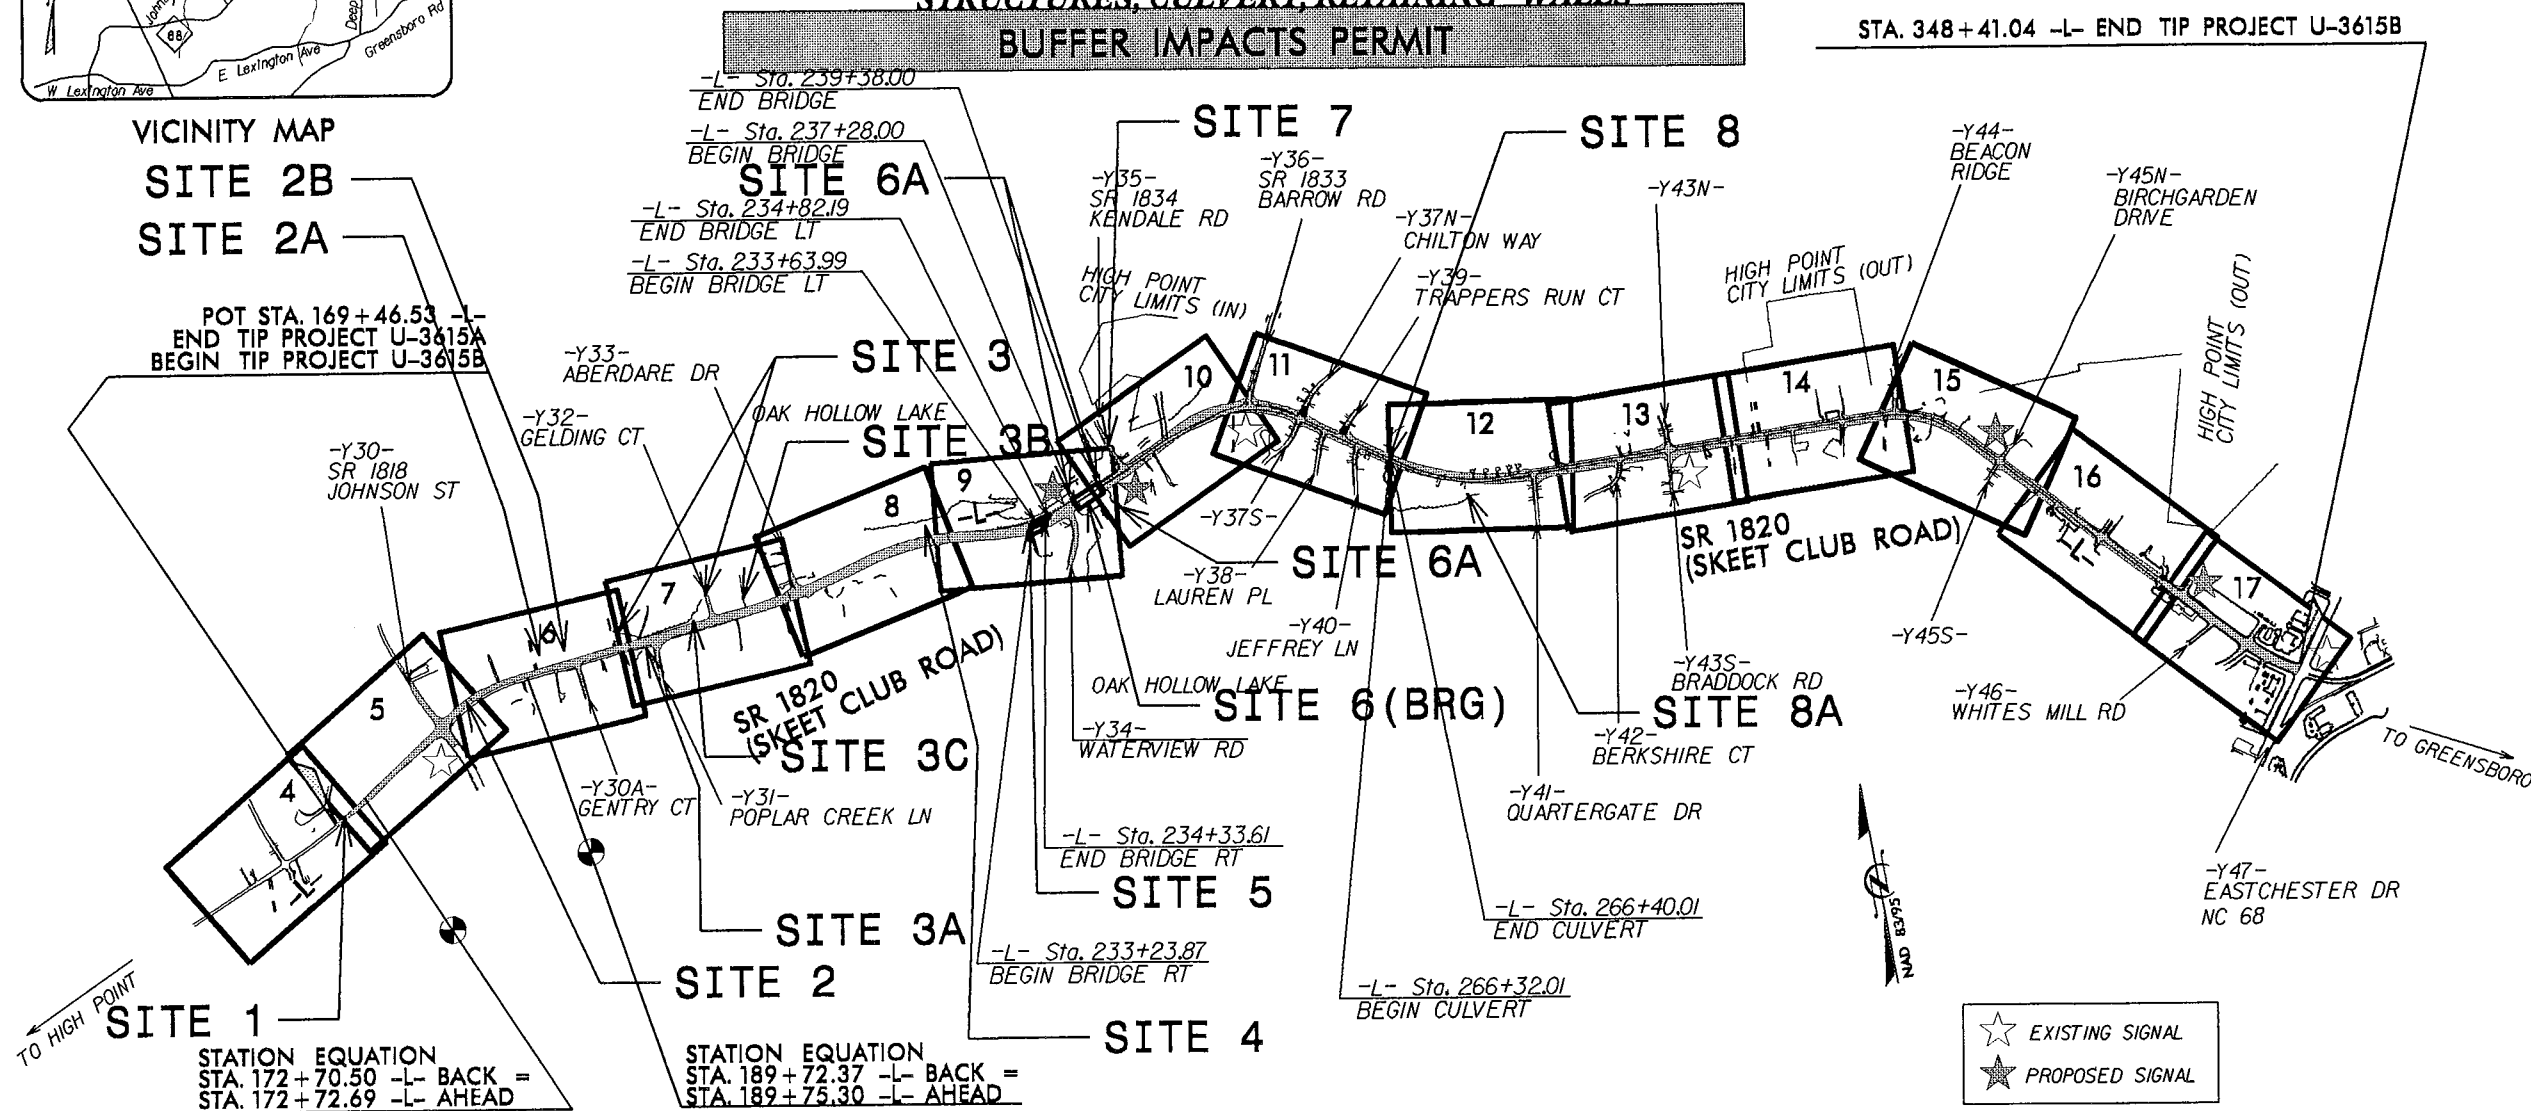 STRUCTURES, CULVERT, RETAINING WALLS
BUFFER IMPACTS PERMIT
STA. 348+41.04 -L- END TIP PROJECT U-3615B
68
Greensboro Rd
E Lexington Ave
W Lexington Ave
VICINITY MAP
SITE 2B
SITE 2A
POT STA. 169+46.53 -L-
END TIP PROJECT U-3615A
BEGIN TIP PROJECT U-3615B
-L- Sta. 239+38.00
END BRIDGE
-L- Sta. 237+28.00
BEGIN BRIDGE
SITE 6A
-L- Sta. 234+82.19
END BRIDGE LT
-L- Sta. 233+63.99
BEGIN BRIDGE LT
SITE 7
-Y35-
SR 1834
KENDALE RD
-Y36-
SR 1833
BARROW RD
HIGH POINT
CITY LIMITS (IN)
-Y37N-
CHILTON WAY
-Y39-
TRAPPERS RUN CT
SITE 8
-Y43N-
HIGH POINT
CITY LIMITS (OUT)
-Y44-
BEACON
RIDGE
-Y45N-
BIRCHGARDEN
DRIVE
HIGH POINT
CITY LIMITS (OUT)
-Y33-
ABERDARE DR
SITE 3
OAK HOLLOW LAKE
SITE 3B
-Y32-
GELDING CT
-Y30-
SR 1818
JOHNSON ST
4
5
6
7
8
9
10
11
12
13
14
15
16
17
-L-
-L-
-L-
SR 1820
(SKEET CLUB ROAD)
SR 1820
(SKEET CLUB ROAD)
-Y37S-
-Y38-
LAUREN PL
SITE 6A
-Y40-
JEFFREY LN
OAK HOLLOW LAKE
SITE 6(BRG)
-Y34-
WATERVIEW RD
SITE 3C
-Y30A-
GENTRY CT
-Y31-
POPLAR CREEK LN
-Y43S-
BRADDOCK RD
SITE 8A
-Y42-
BERKSHIRE CT
-Y41-
QUARTERGATE DR
-Y45S-
-Y46-
WHITES MILL RD
TO GREENSBORO
-Y47-
EASTCHESTER DR
NC 68
-L- Sta. 234+33.61
END BRIDGE RT
SITE 5
SITE 3A
-L- Sta. 233+23.87
BEGIN BRIDGE RT
SITE 2
-L- Sta. 266+40.01
END CULVERT
-L- Sta. 266+32.01
BEGIN CULVERT
SITE 4
NAD 83/95
TO HIGH POINT
SITE 1
STATION EQUATION
STA. 172+70.50 -L- BACK =
STA. 172+72.69 -L- AHEAD
STATION EQUATION
STA. 189+72.37 -L- BACK =
STA. 189+75.30 -L- AHEAD
EXISTING SIGNAL
PROPOSED SIGNAL